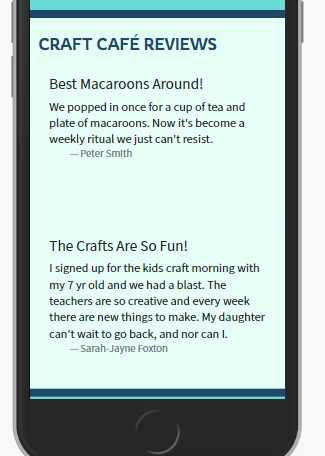 CRAFT CAFÉ REVIEWS
Best Macaroons Around!
We popped in once for a cup of tea and
plate of macaroons. Now it's become a
weekly ritual we just can't resist.
— Peter Smith
The Crafts Are So Fun!
I signed up for the kids craft morning with
my 7 yr old and we had a blast. The
teachers are so creative and every week
there are new things to make. My daughter
can't wait to go back, and nor can I.
— Sarah-Jayne Foxton